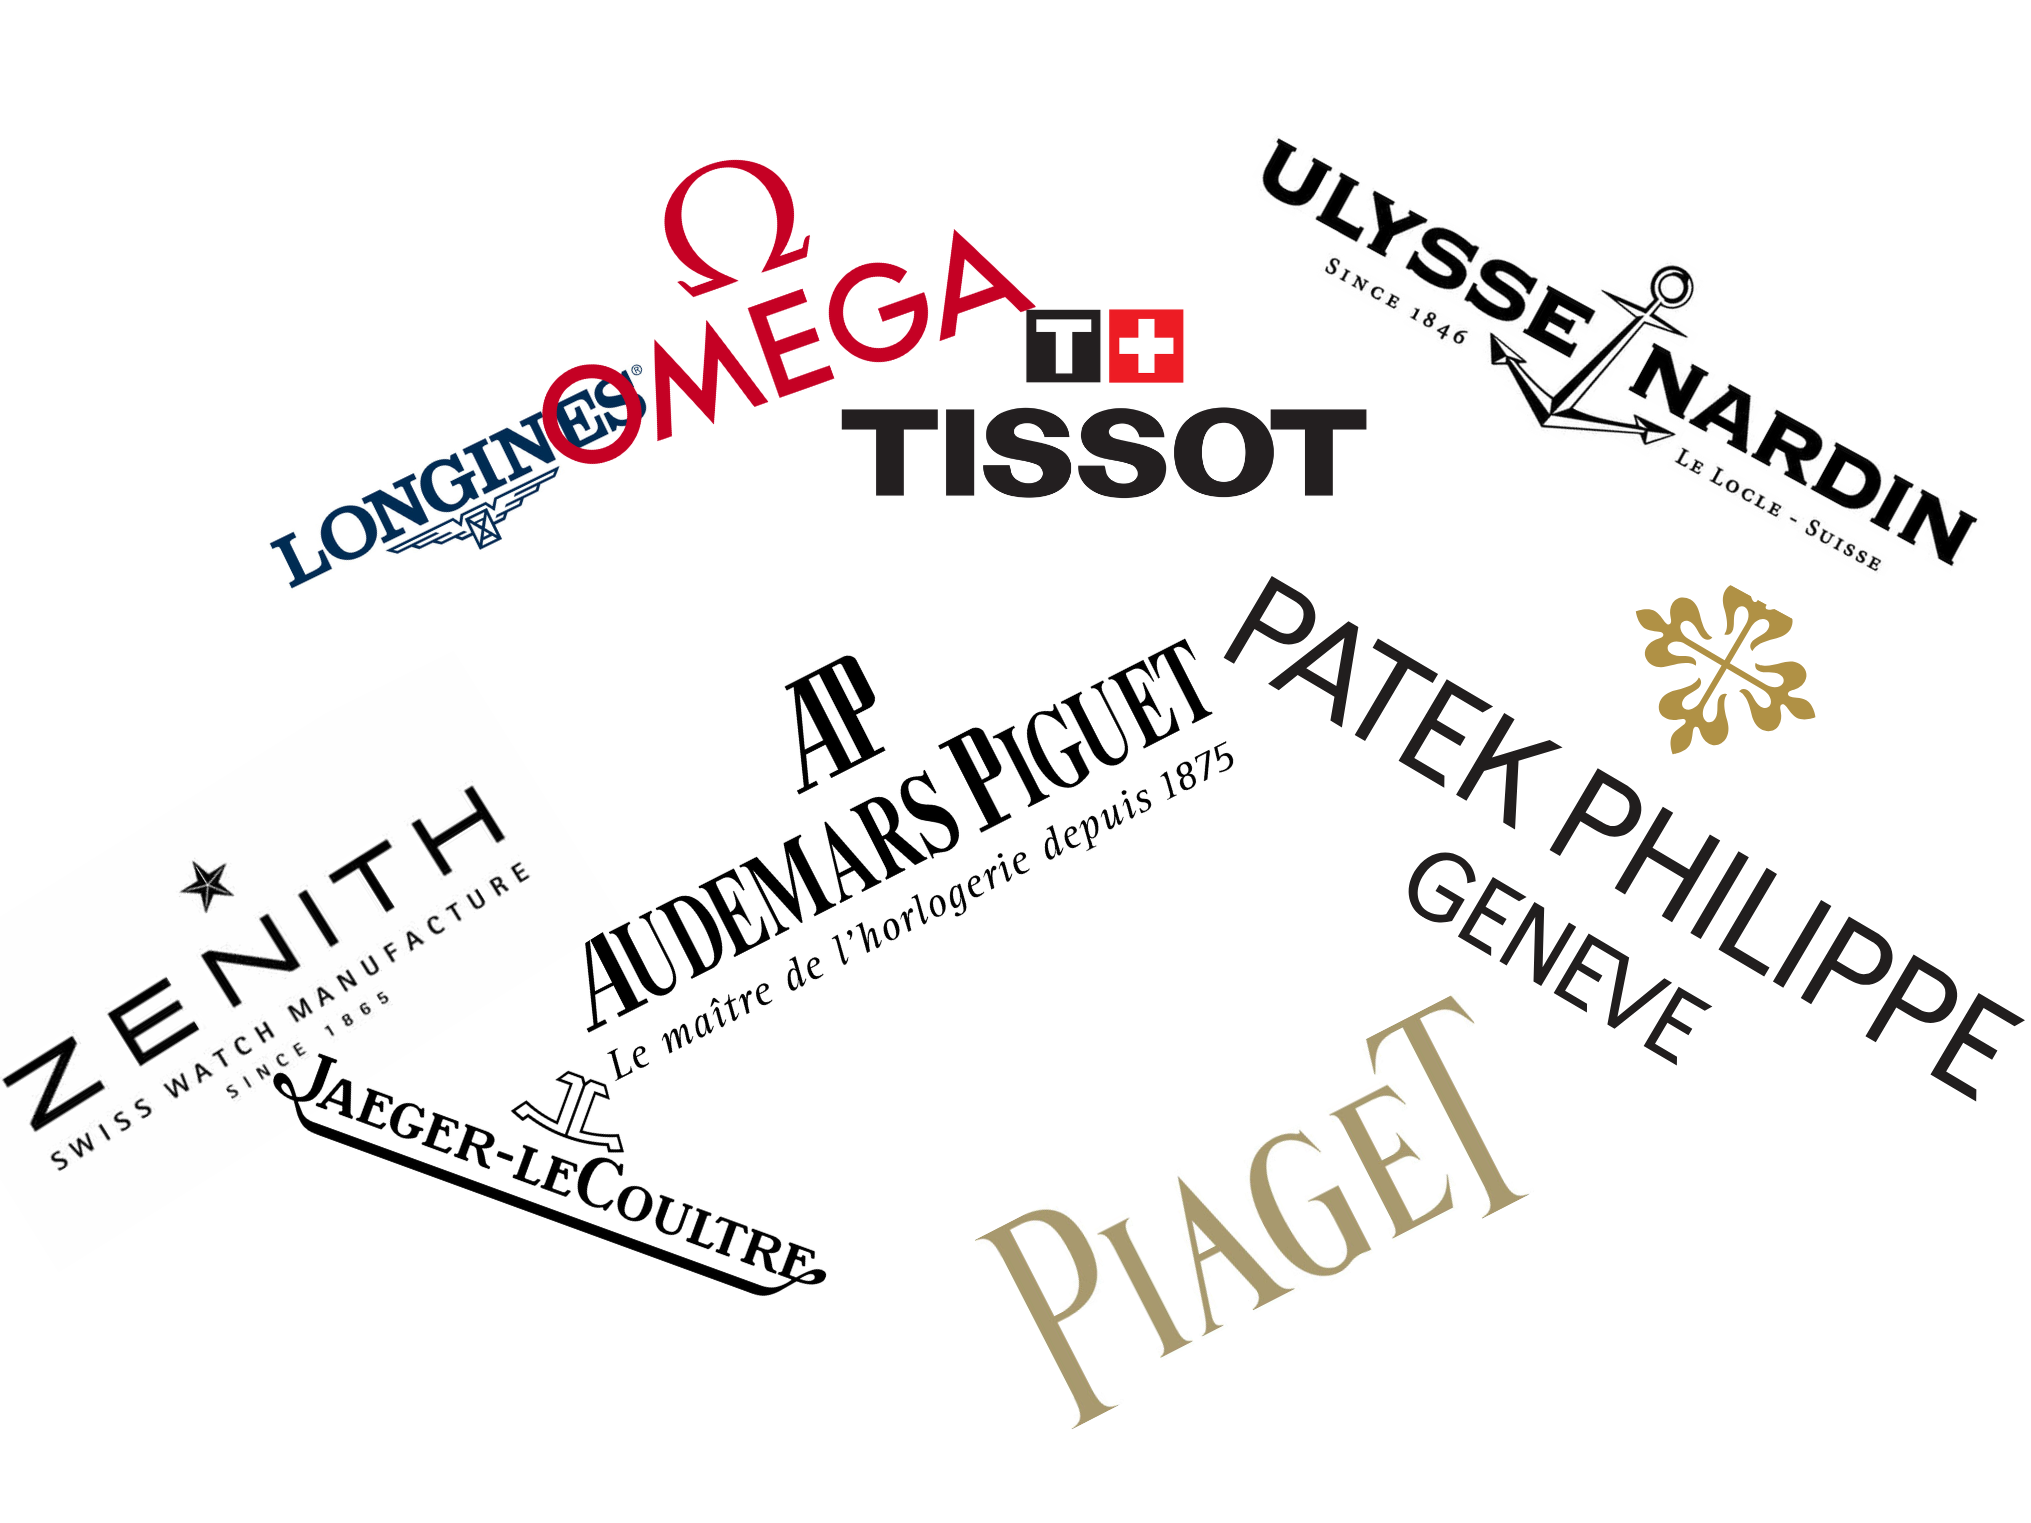 Ω
OMEGA
LONGINES®
T+
TISSOT
ULYSSE NARDIN
SINCE 1846
LE LOCLE - SUISSE
PATEK PHILIPPE
GENEVE
AP
AUDEMARS PIGUET
Le maître de l'horlogerie depuis 1875
ZENITH
SWISS WATCH MANUFACTURE
SINCE 1865
JAEGER-LECOULTRE
PIAGET